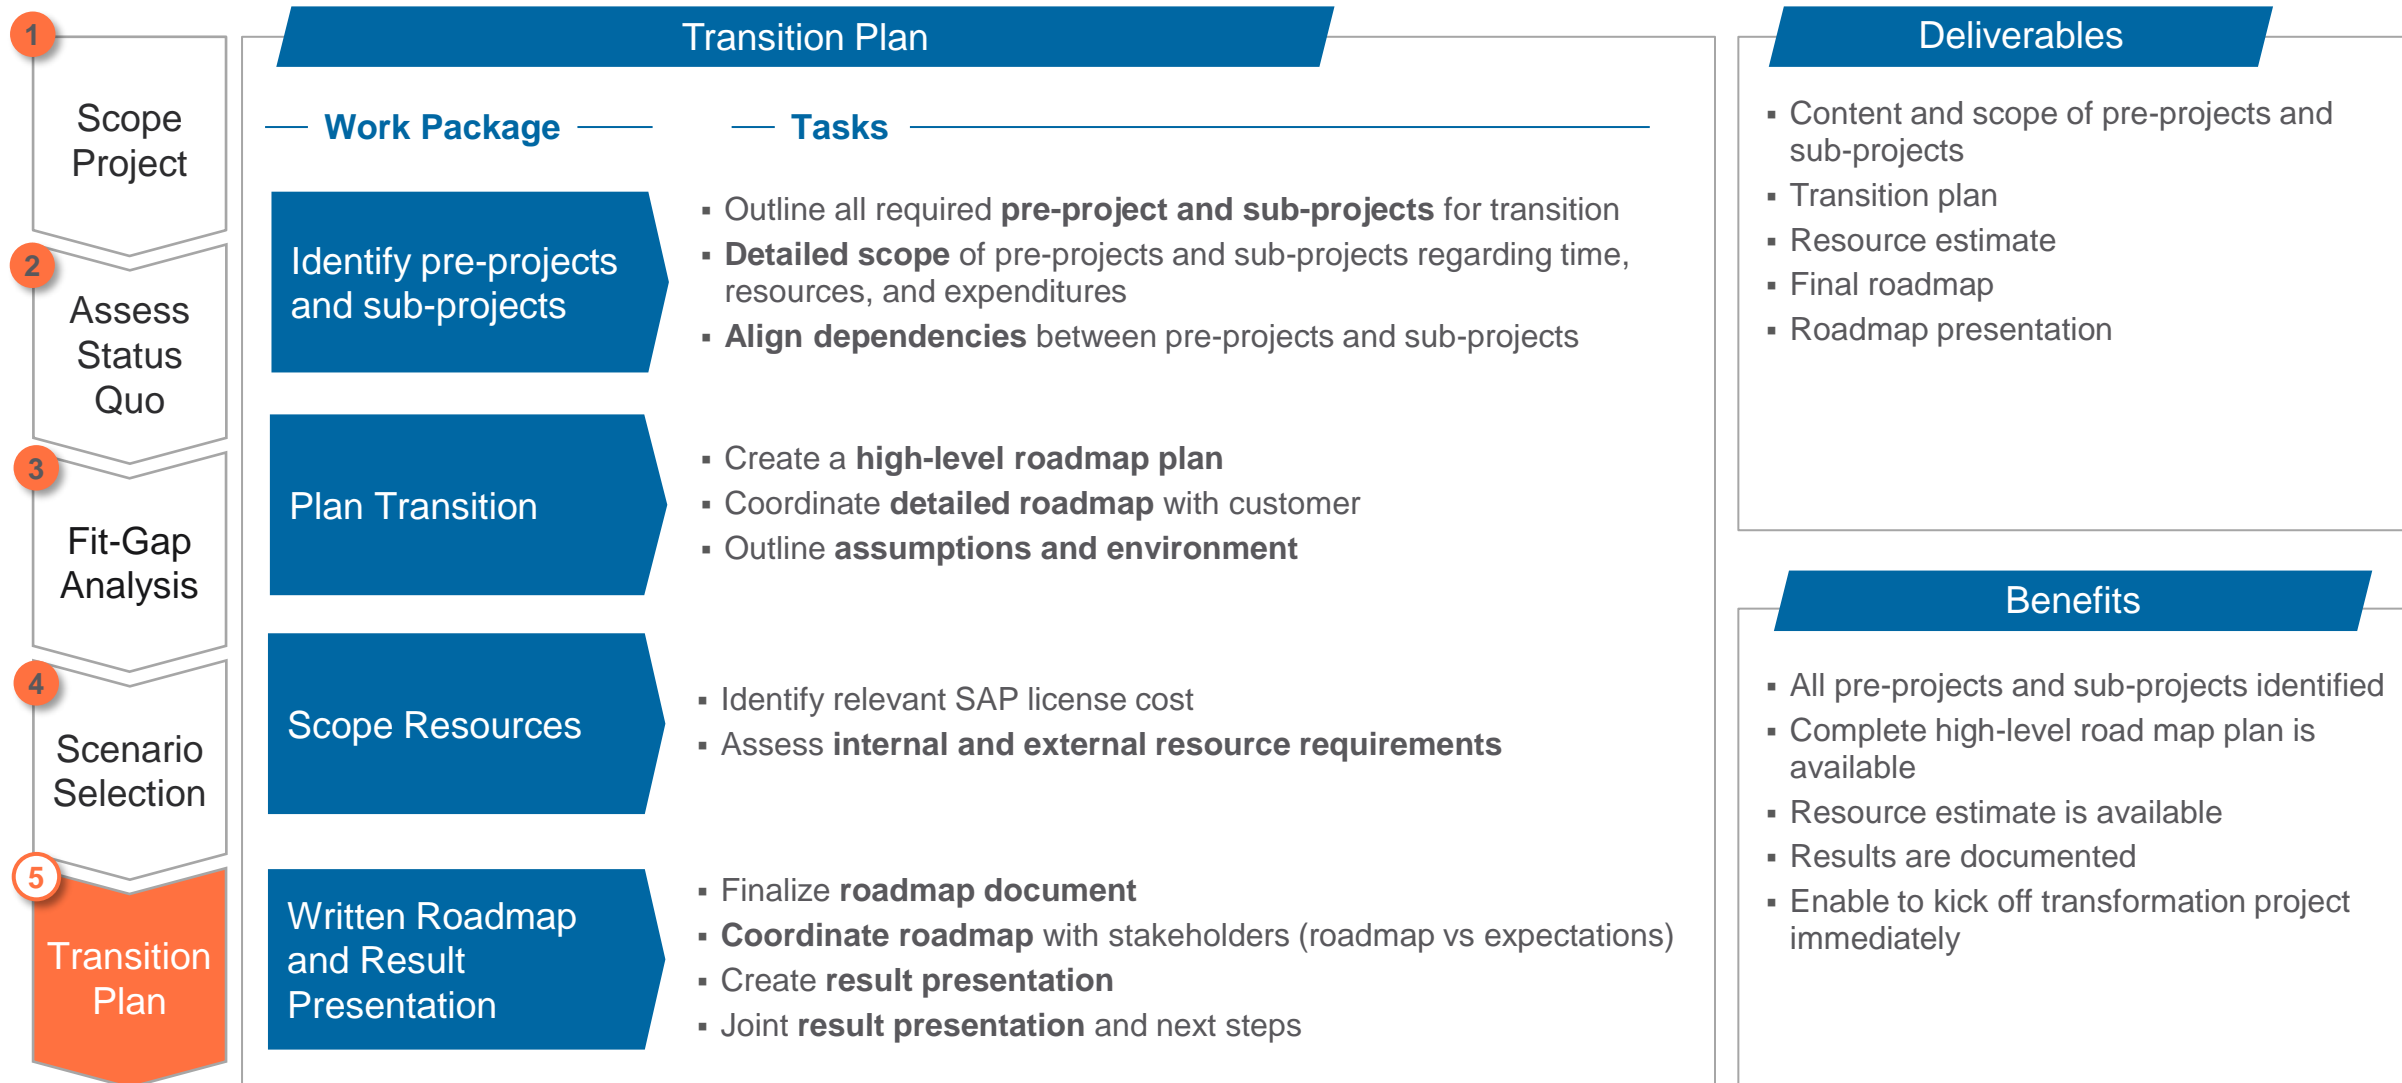 1
Scope
Project
2
Assess
Status
Quo
3
Fit-Gap
Analysis
4
Scenario
Selection
5
Transition
Plan
Transition Plan
Work Package
Tasks
Identify pre-projects
and sub-projects
▪ Outline all required pre-project and sub-projects for transition
▪ Detailed scope of pre-projects and sub-projects regarding time,
resources, and expenditures
▪ Align dependencies between pre-projects and sub-projects
Plan Transition
▪ Create a high-level roadmap plan
▪ Coordinate detailed roadmap with customer
▪ Outline assumptions and environment
Scope Resources
▪ Identify relevant SAP license cost
▪ Assess internal and external resource requirements
Written Roadmap
and Result
Presentation
▪ Finalize roadmap document
▪ Coordinate roadmap with stakeholders (roadmap vs expectations)
▪ Create result presentation
▪ Joint result presentation and next steps
Deliverables
▪ Content and scope of pre-projects and
sub-projects
▪ Transition plan
▪ Resource estimate
▪ Final roadmap
▪ Roadmap presentation
Benefits
▪ All pre-projects and sub-projects identified
▪ Complete high-level road map plan is
available
▪ Resource estimate is available
▪ Results are documented
▪ Enable to kick off transformation project
immediately